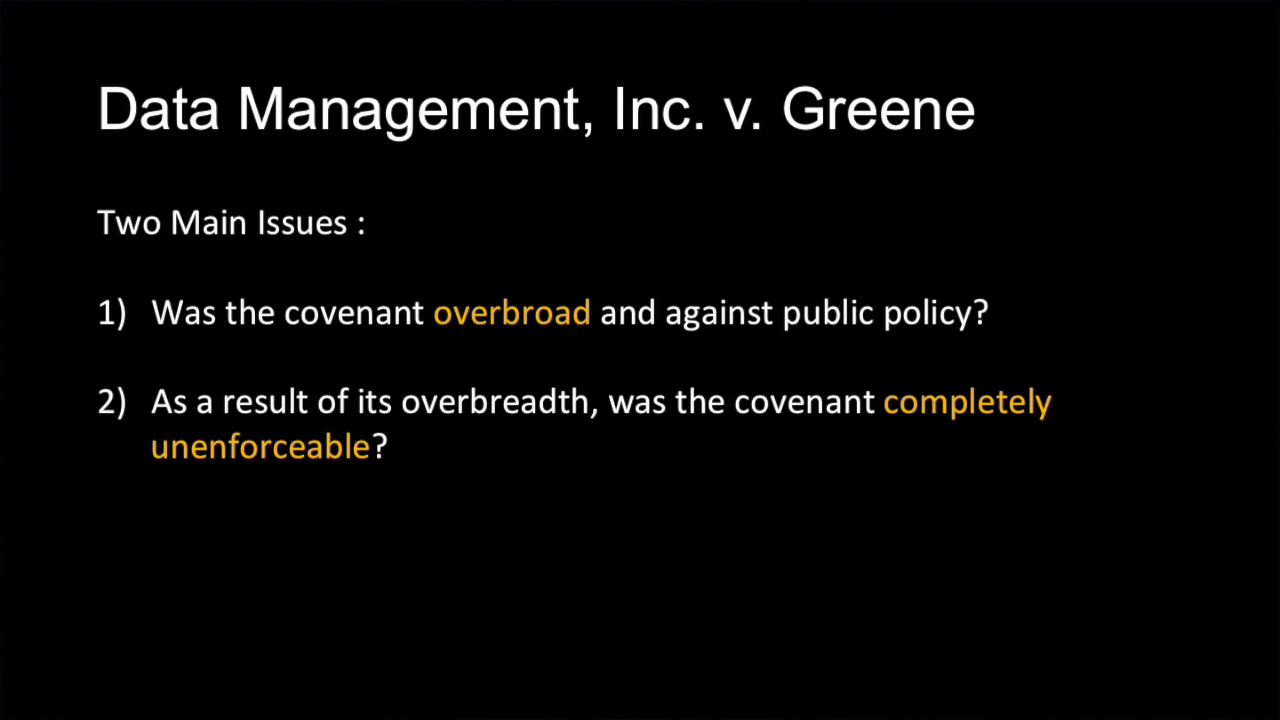 Data Management, Inc. v. Greene
Two Main Issues :
1) Was the covenant overbroad and against public policy?
2) As a result of its overbreadth, was the covenant completely
unenforceable?